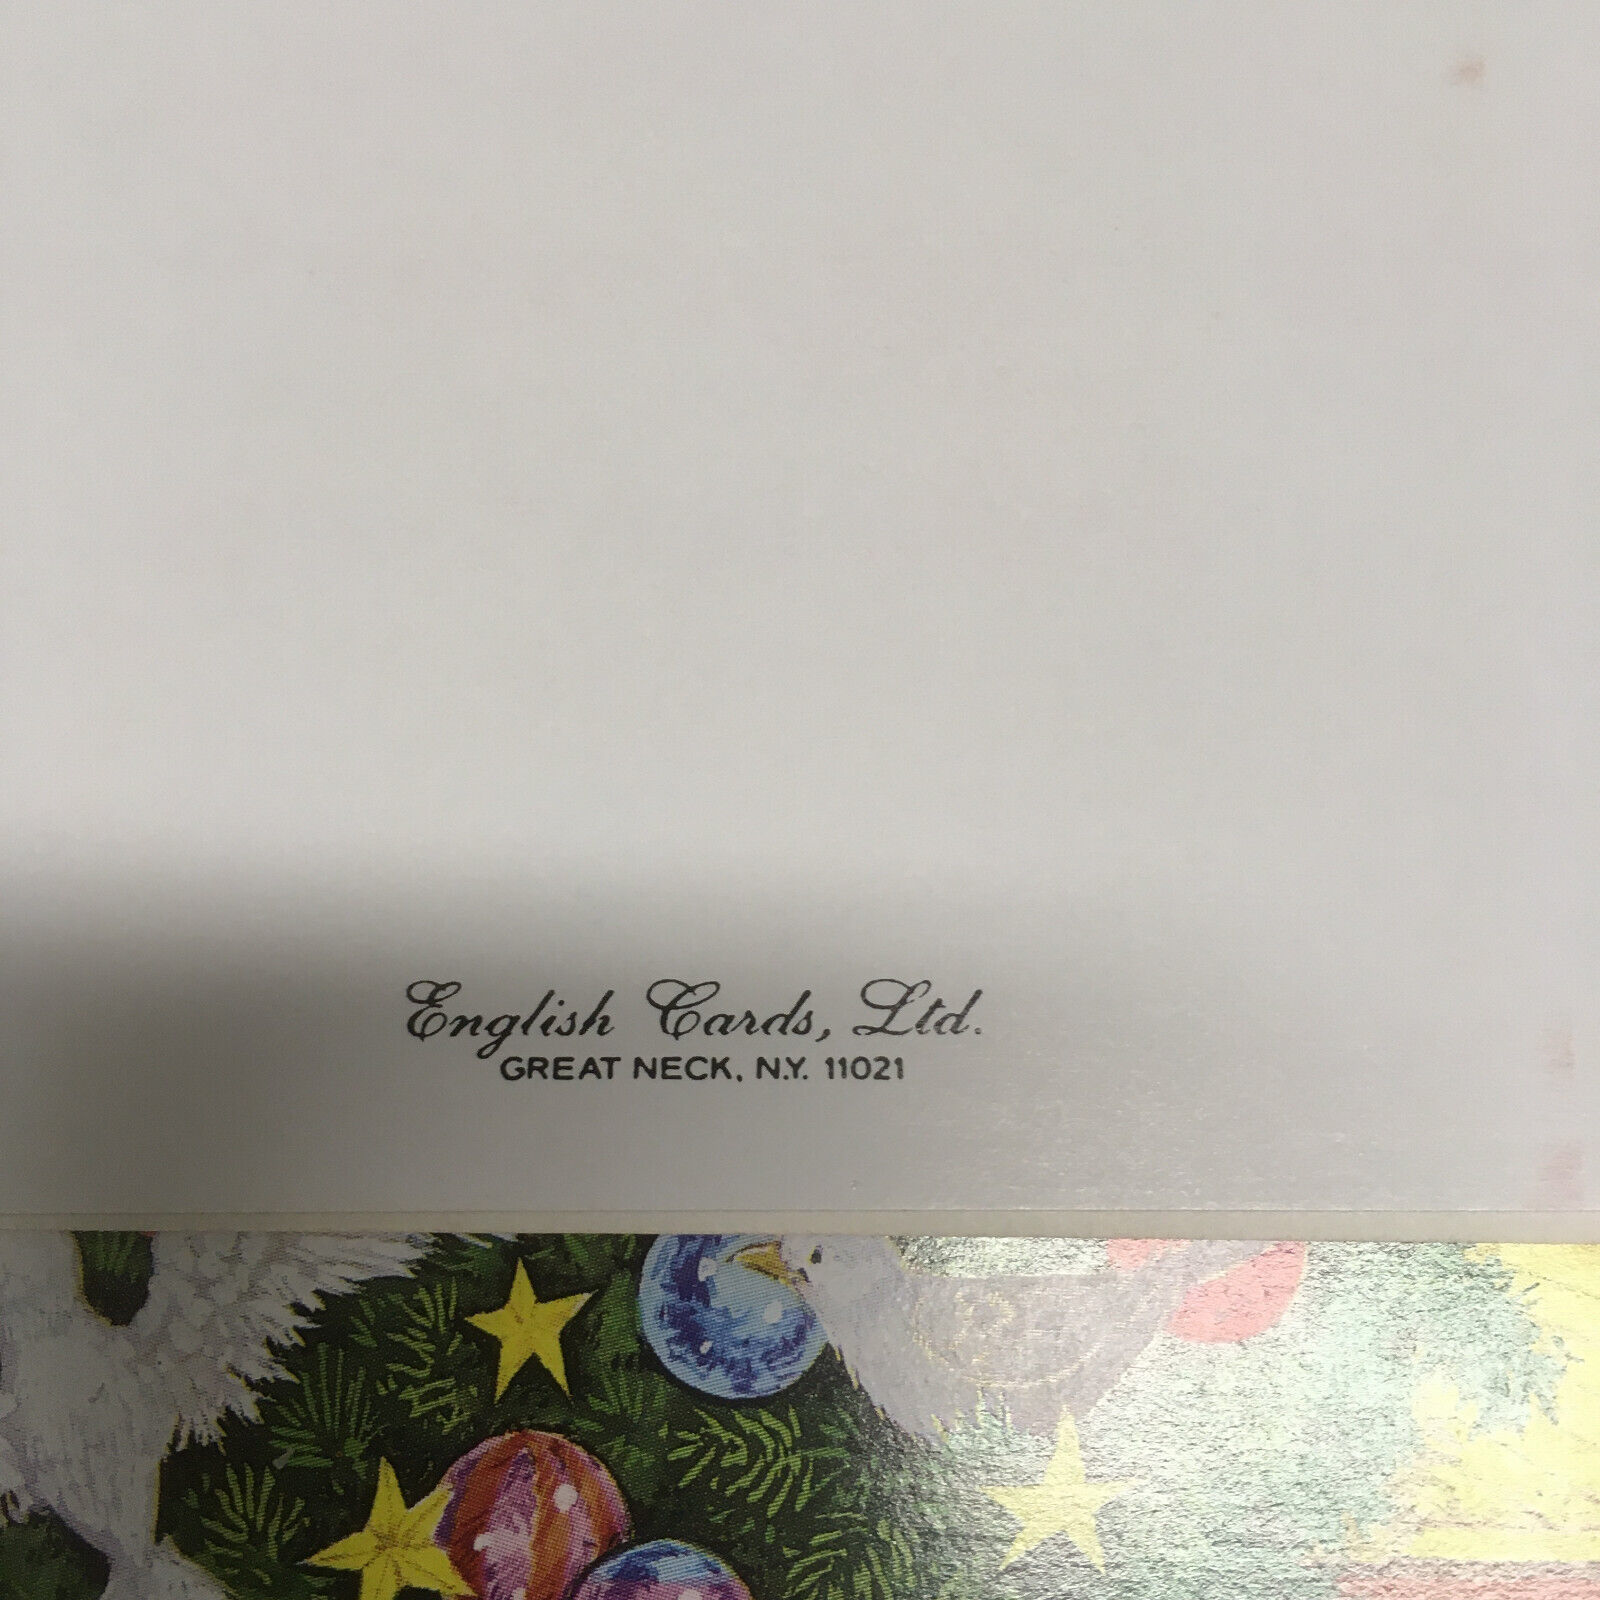 English Cards, Ltd.
GREAT NECK, N.Y. 11021